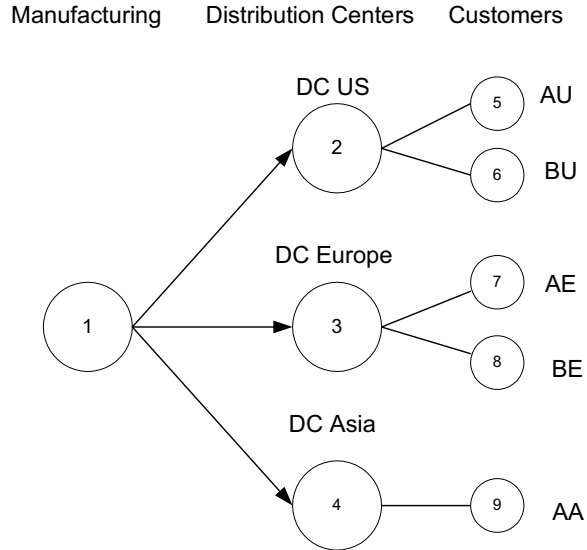 Manufacturing Distribution Centers Customers
DC US
2
5
AU
6
BU
DC Europe
1
3
7
AE
8
BE
DC Asia
4
9
AA